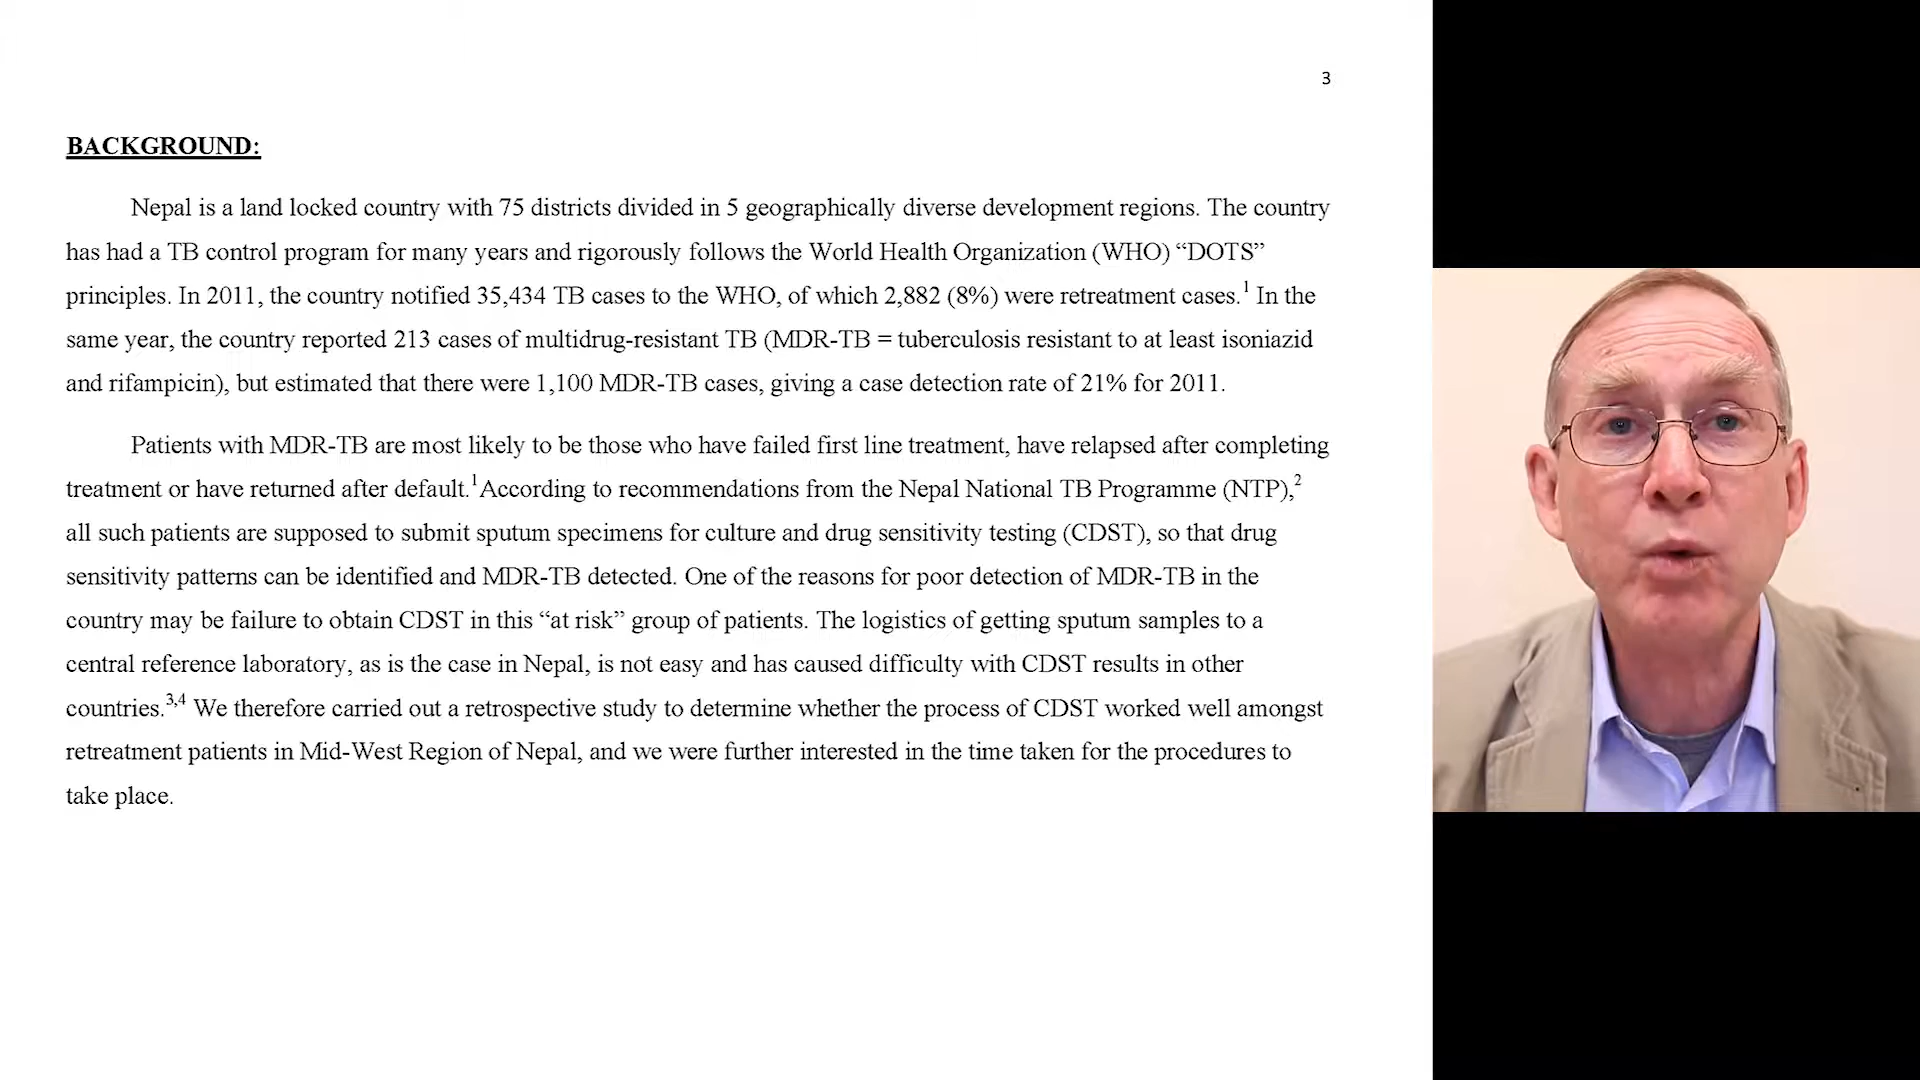 3
BACKGROUND:
Nepal is a land locked country with 75 districts divided in 5 geographically diverse development regions. The country
has had a TB control program for many years and rigorously follows the World Health Organization (WHO) “DOTS”
principles. In 2011, the country notified 35,434 TB cases to the WHO, of which 2,882 (8%) were retreatment cases.1 In the
same year, the country reported 213 cases of multidrug-resistant TB (MDR-TB = tuberculosis resistant to at least isoniazid
and rifampicin), but estimated that there were 1,100 MDR-TB cases, giving a case detection rate of 21% for 2011.
Patients with MDR-TB are most likely to be those who have failed first line treatment, have relapsed after completing
treatment or have returned after default.1According to recommendations from the Nepal National TB Programme (NTP),2
all such patients are supposed to submit sputum specimens for culture and drug sensitivity testing (CDST), so that drug
sensitivity patterns can be identified and MDR-TB detected. One of the reasons for poor detection of MDR-TB in the
country may be failure to obtain CDST in this “at risk” group of patients. The logistics of getting sputum samples to a
central reference laboratory, as is the case in Nepal, is not easy and has caused difficulty with CDST results in other
countries.3,4 We therefore carried out a retrospective study to determine whether the process of CDST worked well amongst
retreatment patients in Mid-West Region of Nepal, and we were further interested in the time taken for the procedures to
take place.